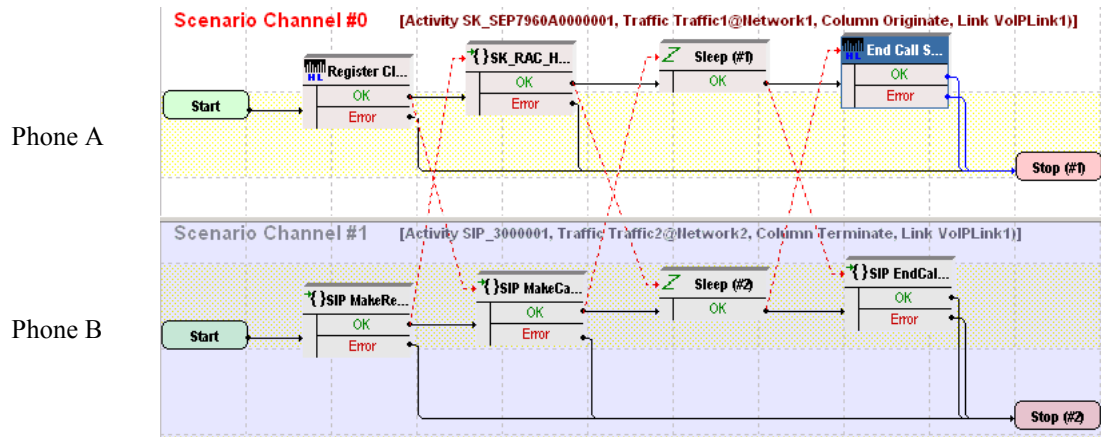 Scenario Channel #0 [Activity SK_SEP7960A0000001, Traffic Traffic1@Network1, Column Originate, Link VoIPLink1)]
Phone A
Start
HL Register Cl...
OK
Error
{}SK_RAC_H...
OK
Error
Sleep (#1)
OK
HL End Call S...
OK
Error
Stop (#1)
Scenario Channel #1 [Activity SIP_3000001, Traffic Traffic2@Network2, Column Terminate, Link VoIPLink1)]
Phone B
Start
{}SIP MakeRe...
OK
Error
{}SIP MakeCa...
OK
Error
Sleep (#2)
OK
{}SIP EndCal...
OK
Error
Stop (#2)